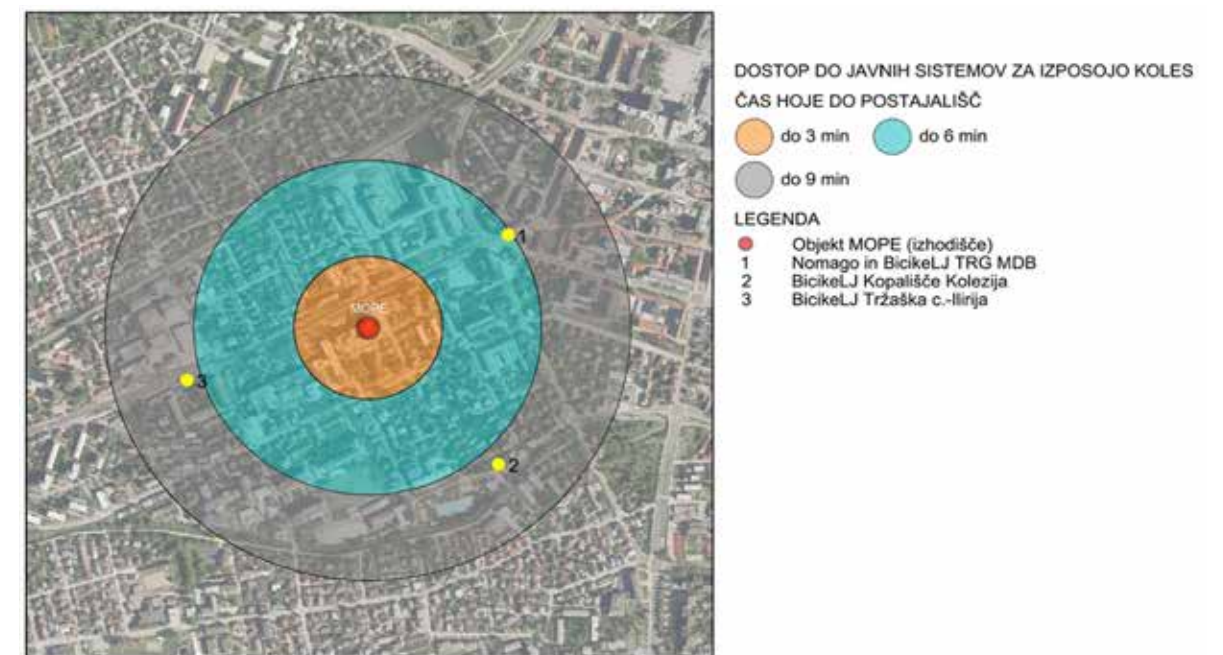 DOSTOP DO JAVNIH SISTEMOV ZA IZPOSOJO KOLES
ČAS HOJE DO POSTAJALIŠČ
do 3 min do 6 min
do 9 min
LEGENDA
Objekt MOPE (izhodišče)
1 Nomago in BicikeLJ TRG MDB
2 BicikeLJ Kopališče Kolezija
3 BicikeLJ Tržaška c.-Ilirija
1
MOPE
3
2